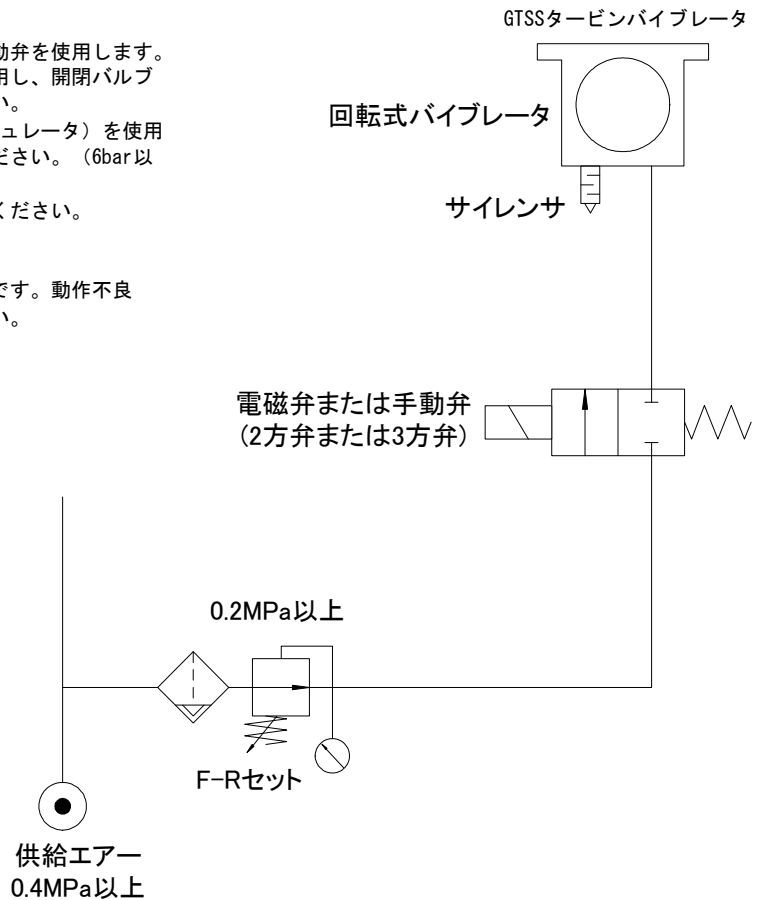 GTSSタービンバイブレータ
動弁を使用します。
用し、開閉バルブ
い。
ュレータ）を使用
ださい。（6bar以
ください。
です。動作不良
い。
回転式バイブレータ
サイレンサ
電磁弁または手動弁
(2方弁または3方弁)
0.2MPa以上
F-Rセット
供給エアー
0.4MPa以上